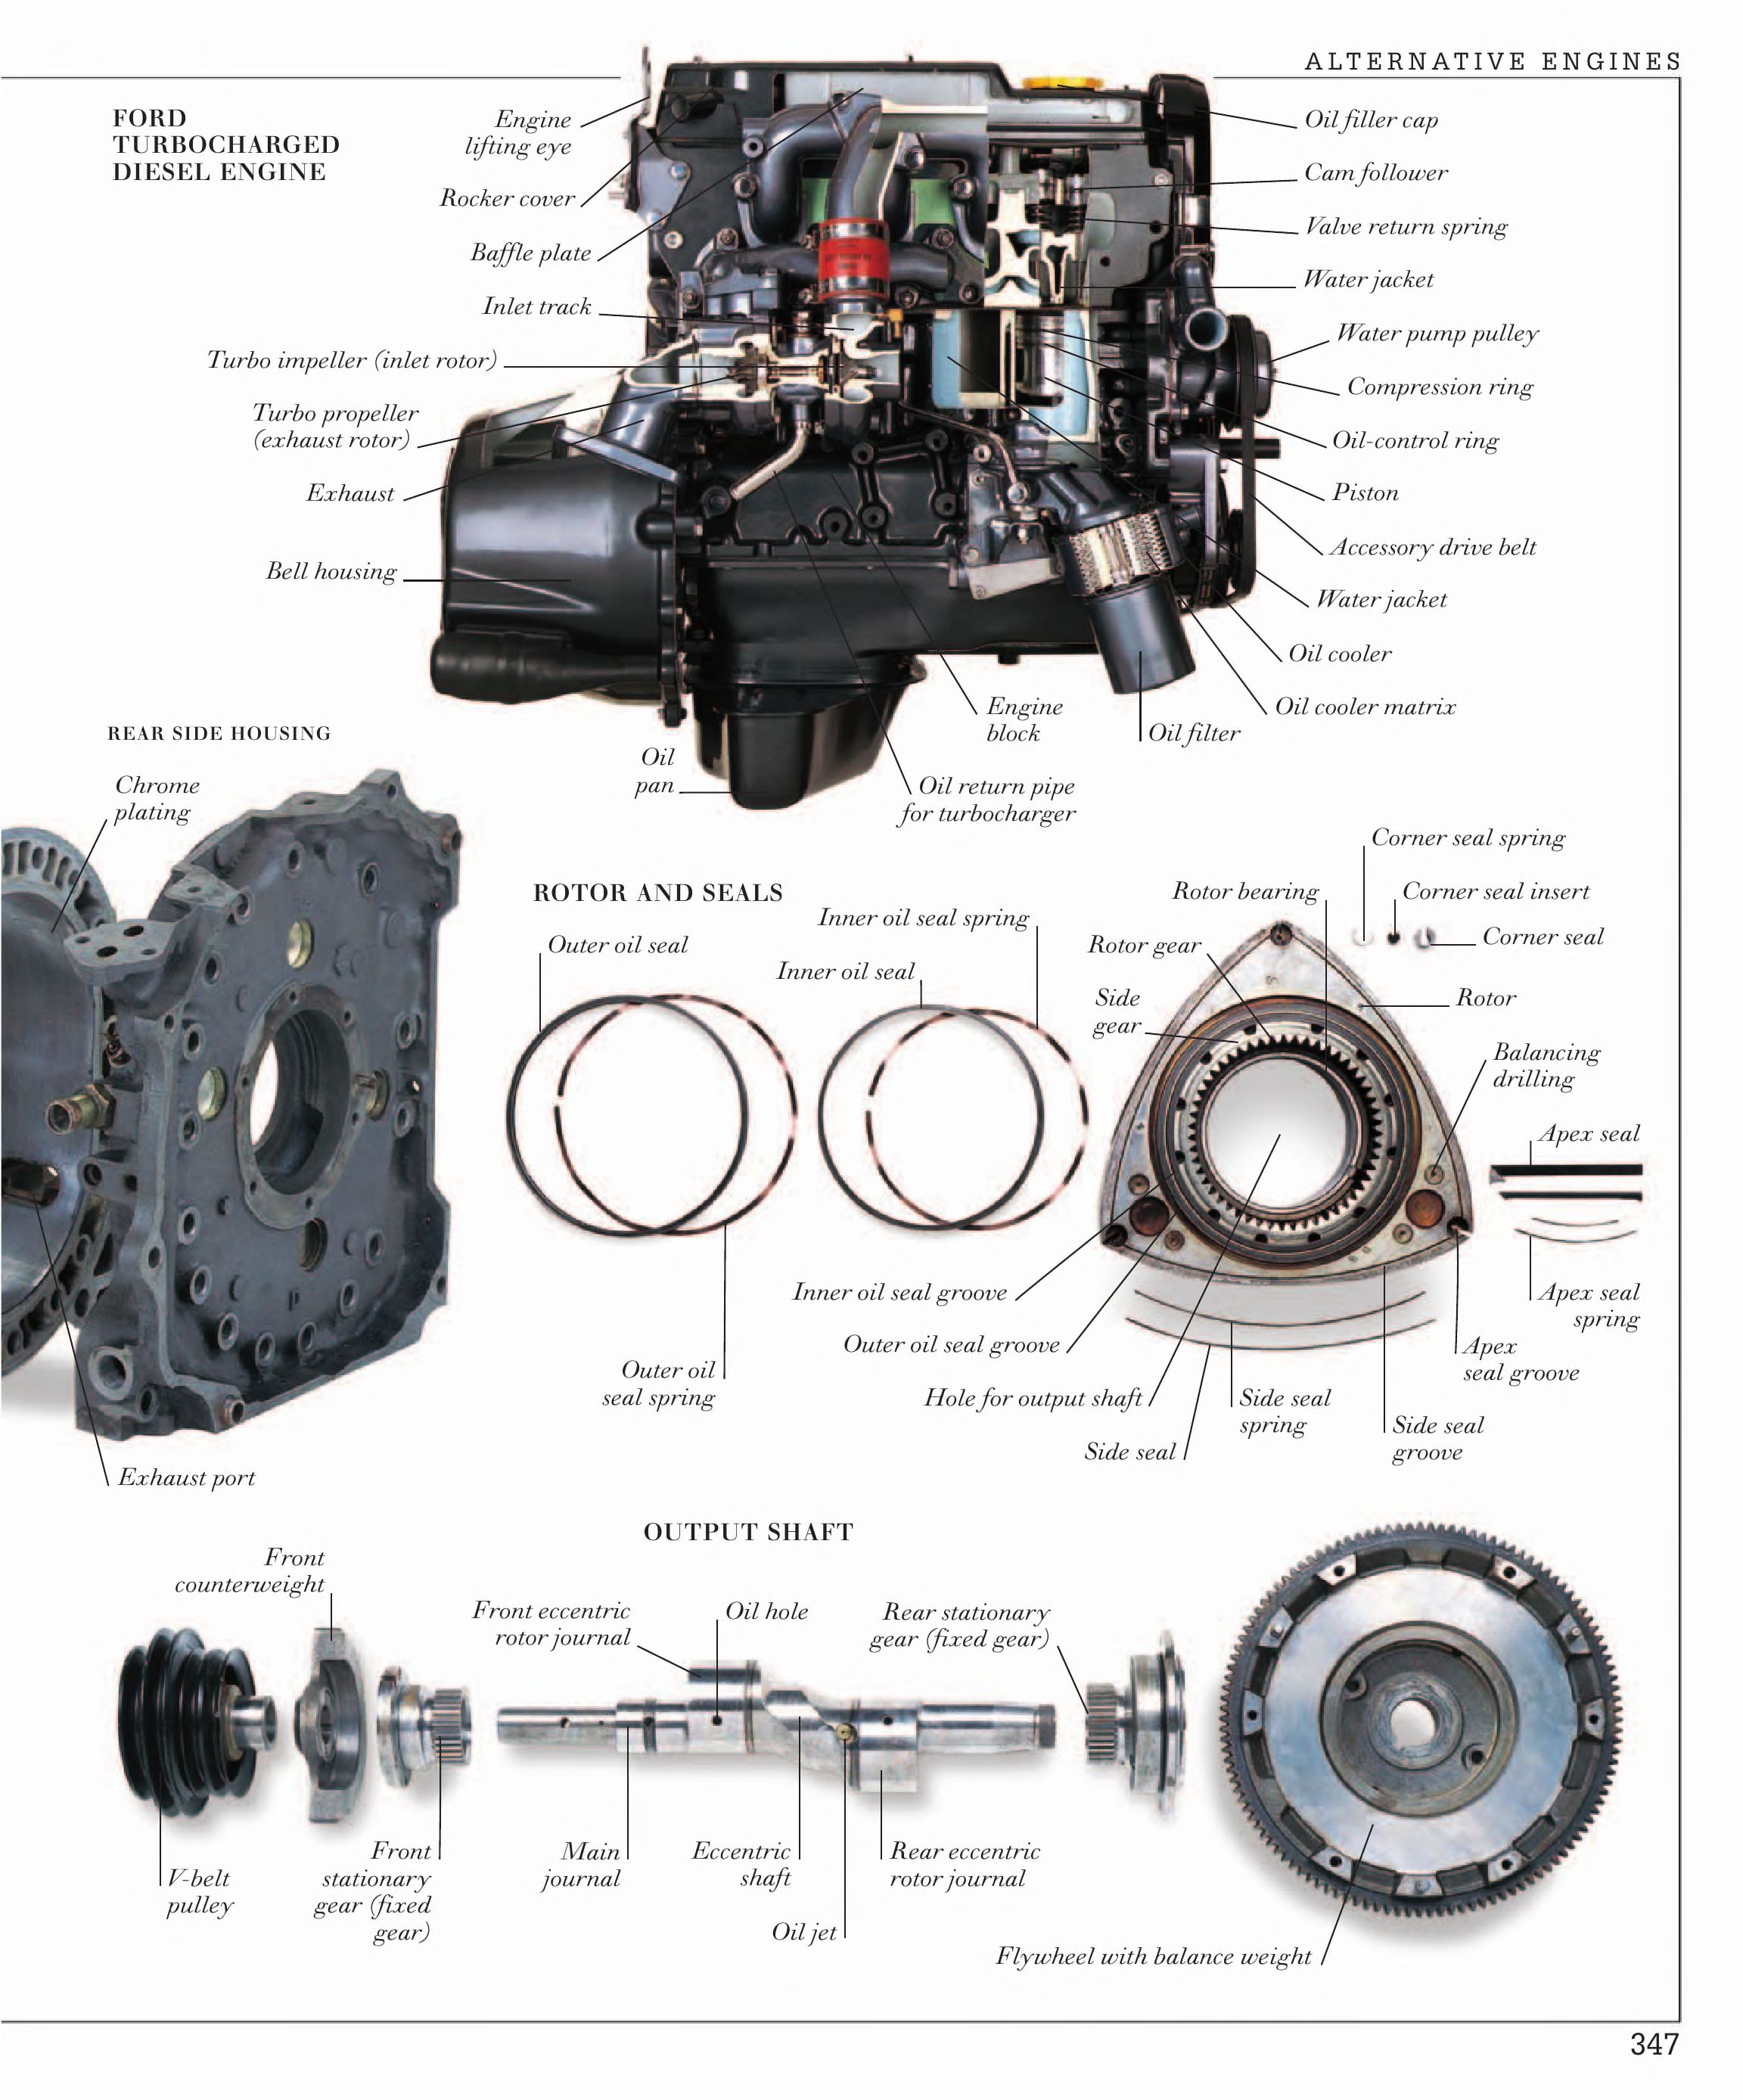 ALTERNATIVE ENGINES
FORD
TURBOCHARGED
DIESEL ENGINE
Engine
lifting eye
Rocker cover
Baffle plate
Inlet track
Turbo impeller (inlet rotor)
Turbo propeller
(exhaust rotor)
Exhaust
Bell housing
Oil filler cap
Cam follower
Valve return spring
Water jacket
Water pump pulley
Compression ring
Oil-control ring
Piston
Accessory drive belt
Water jacket
Oil cooler
Oil cooler matrix
Oil filter
Engine
block
Oil return pipe
for turbocharger
Oil
pan
REAR SIDE HOUSING
Chrome
plating
Exhaust port
ROTOR AND SEALS
Outer oil seal
Inner oil seal spring
Inner oil seal
Outer oil
seal spring
Corner seal spring
Rotor bearing
Corner seal insert
Corner seal
Rotor gear
Side
gear
Rotor
Balancing
drilling
Apex seal
Apex seal
spring
Apex
seal groove
Inner oil seal groove
Outer oil seal groove
Hole for output shaft
Side seal
Side seal
spring
Side seal
groove
OUTPUT SHAFT
Front
counterweight
Front eccentric
rotor journal
Oil hole
Rear stationary
gear (fixed gear)
V-belt
pulley
Front
stationary
gear (fixed
gear)
Main
journal
Eccentric
shaft
Oil jet
Rear eccentric
rotor journal
Flywheel with balance weight
347